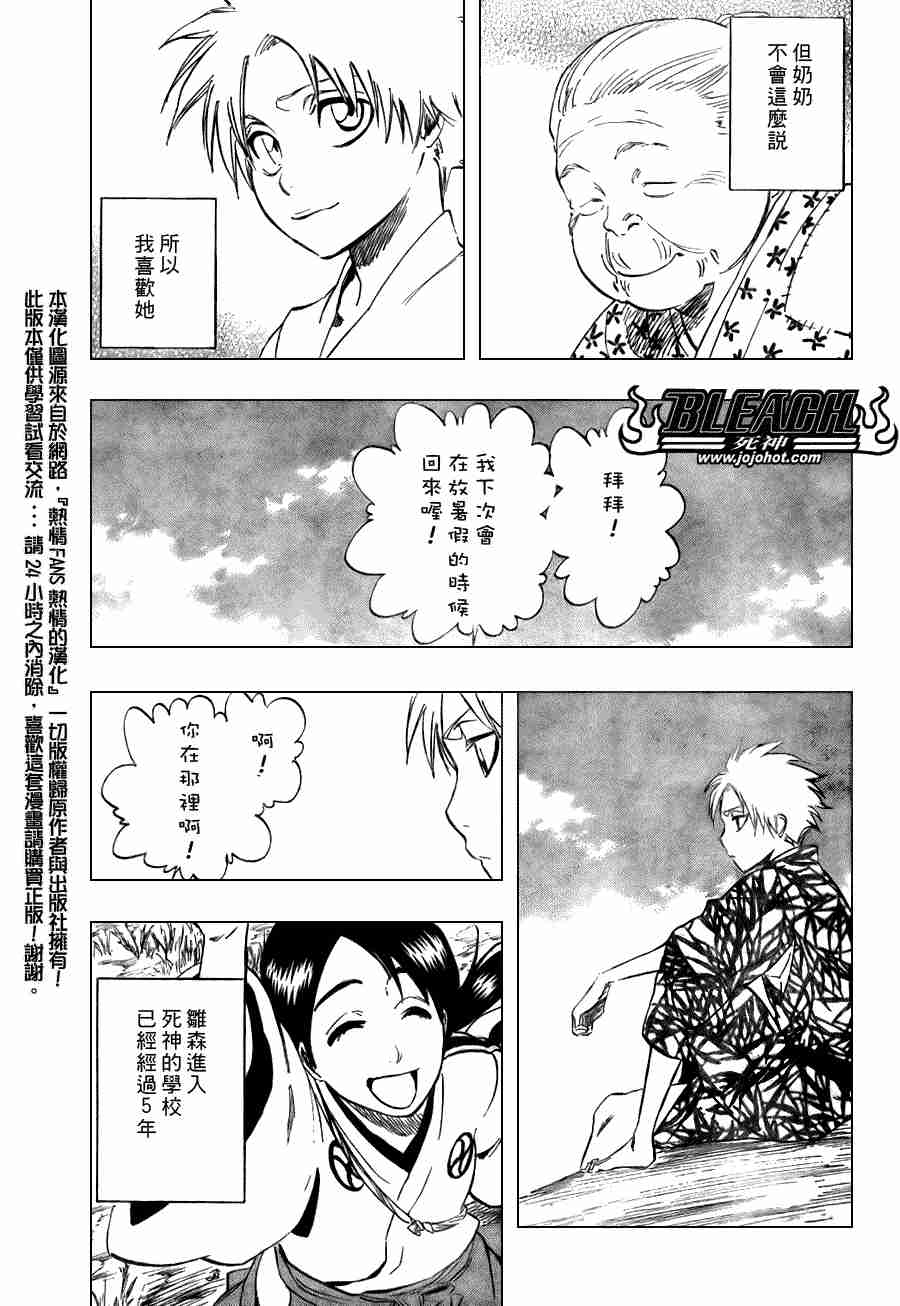 但奶奶
不會這麼説
所以
我喜歡她
BLEACH
死神
www.jojohot.com
拜
拜！
我下次會
在放暑假的時候
回來喔！
啊！
你在那裡啊！
雛森進入
死神的學校
已經經過5年
本漢化圖源來自於網路，『熱情FANS熱情的漢化』一切版權歸原作者與出版社擁有！
此版本僅供學習試看交流...請24小時之內消除，喜歡這套漫畫請購買正版！謝謝。